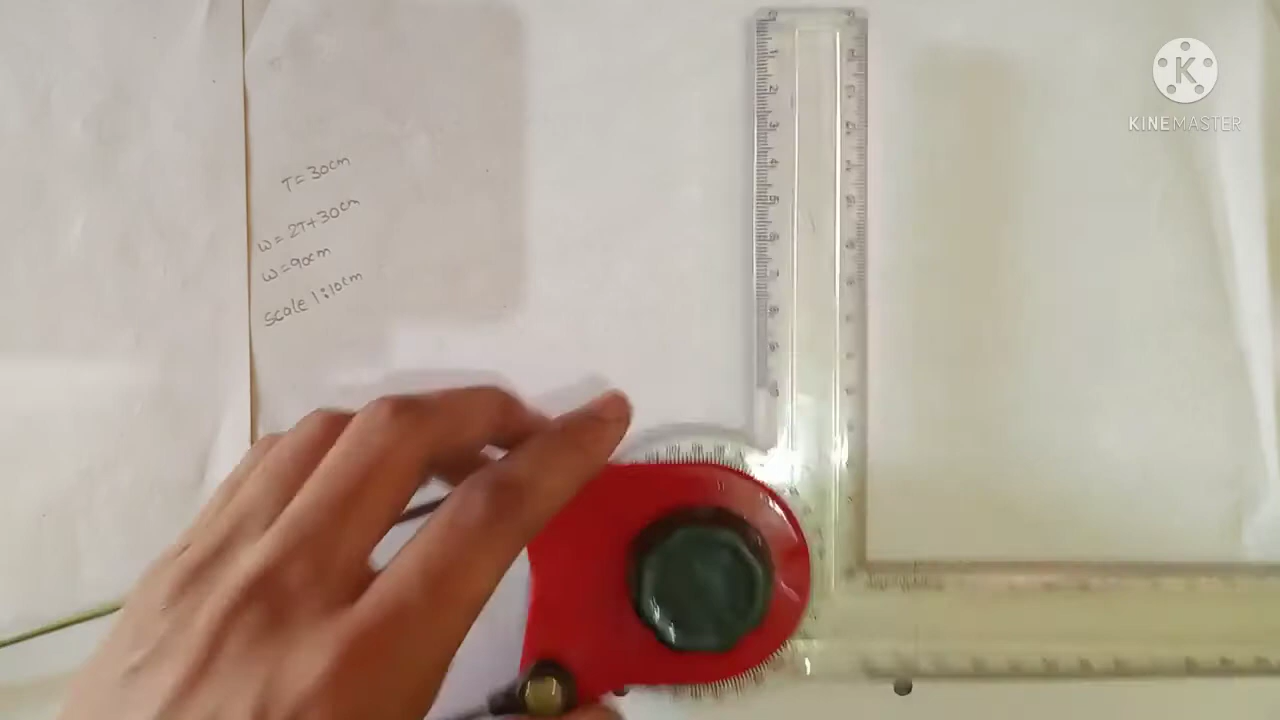 T = 30cm
W = 2T+30cm
W = 90cm
Scale 1:10cm
KINEMASTER